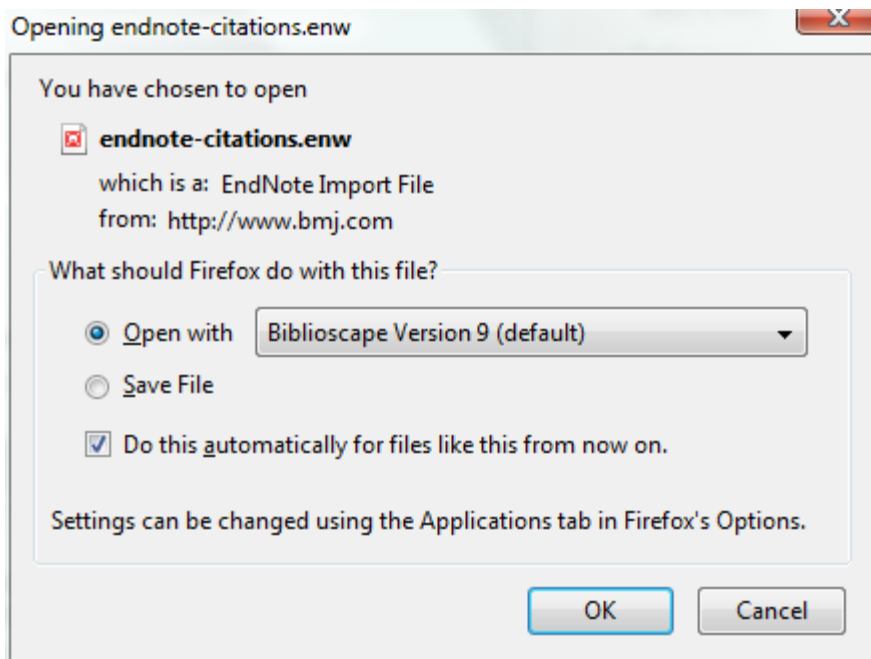 Opening endnote-citations.enw
You have chosen to open
endnote-citations.enw
which is a: EndNote Import File
from: http://www.bmj.com
What should Firefox do with this file?
Open with Biblioscape Version 9 (default)
Save File
Do this automatically for files like this from now on.
Settings can be changed using the Applications tab in Firefox's Options.
OK Cancel